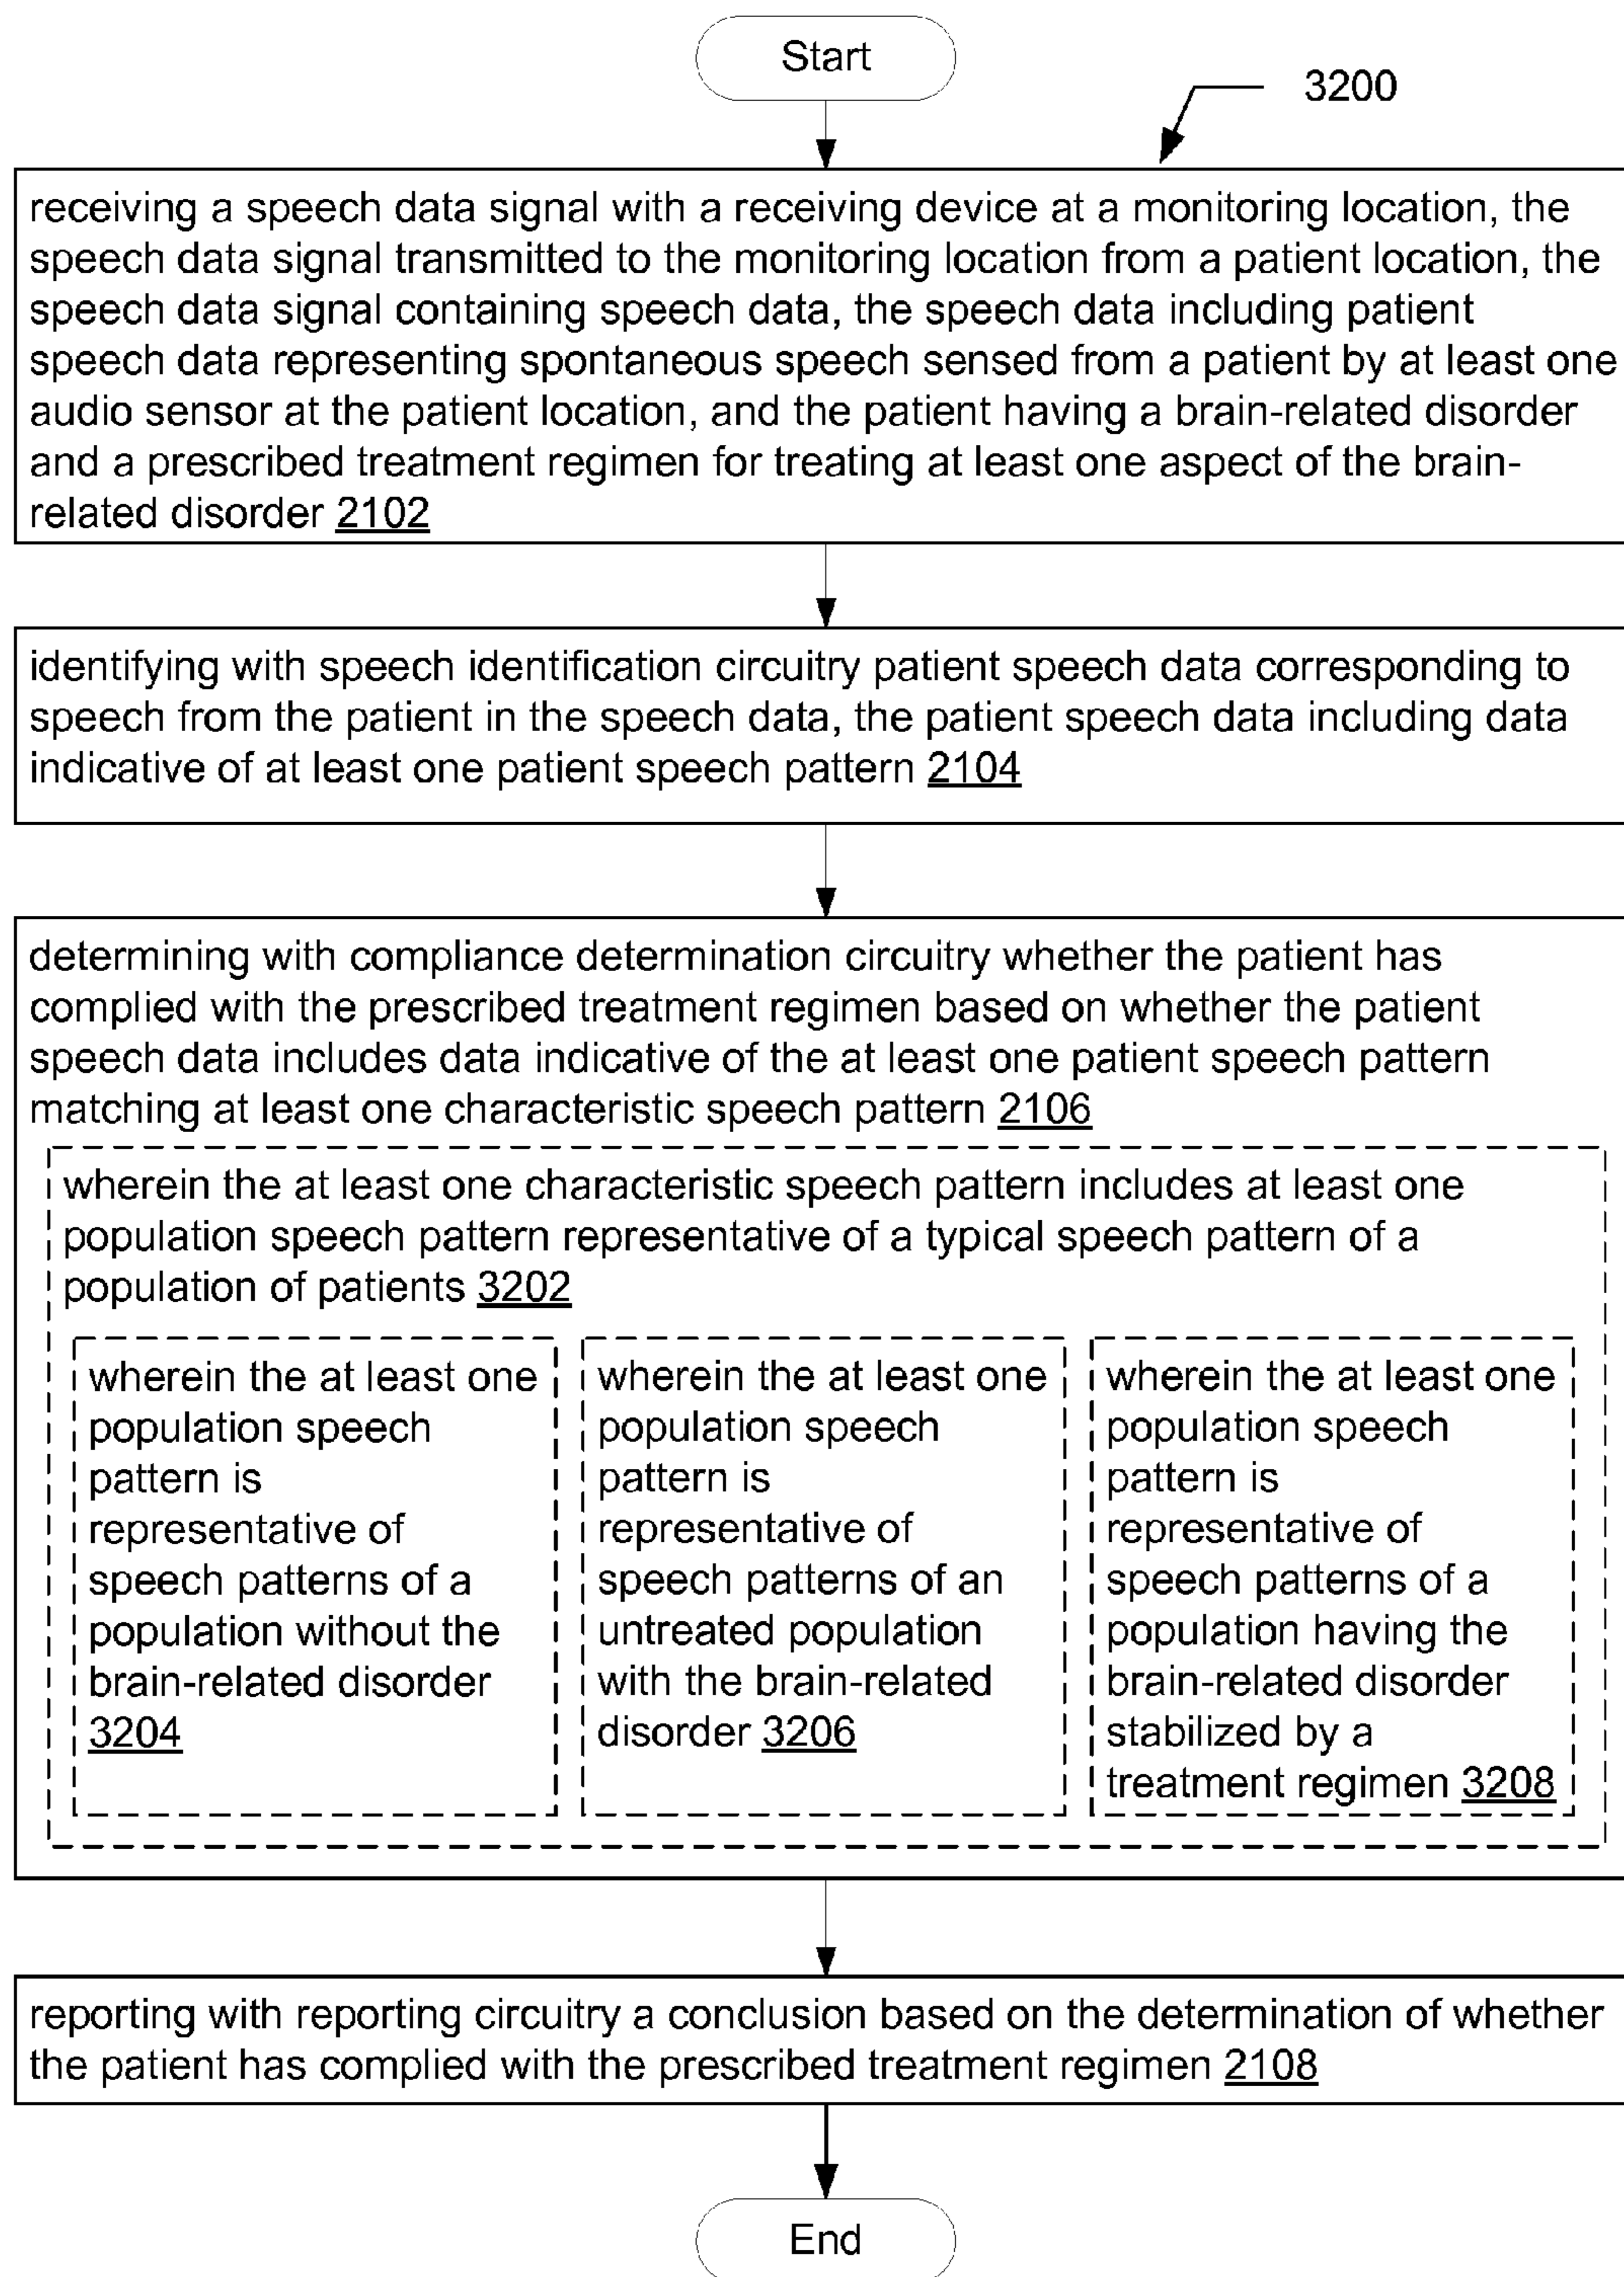 Start
3200
receiving a speech data signal with a receiving device at a monitoring location, the
speech data signal transmitted to the monitoring location from a patient location, the
speech data signal containing speech data, the speech data including patient
speech data representing spontaneous speech sensed from a patient by at least one
audio sensor at the patient location, and the patient having a brain-related disorder
and a prescribed treatment regimen for treating at least one aspect of the brain-
related disorder 2102
identifying with speech identification circuitry patient speech data corresponding to
speech from the patient in the speech data, the patient speech data including data
indicative of at least one patient speech pattern 2104
determining with compliance determination circuitry whether the patient has
complied with the prescribed treatment regimen based on whether the patient
speech data includes data indicative of the at least one patient speech pattern
matching at least one characteristic speech pattern 2106
wherein the at least one characteristic speech pattern includes at least one
population speech pattern representative of a typical speech pattern of a
population of patients 3202
wherein the at least one
population speech
pattern is
representative of
speech patterns of a
population without the
brain-related disorder
3204
wherein the at least one
population speech
pattern is
representative of
speech patterns of an
untreated population
with the brain-related
disorder 3206
wherein the at least one
population speech
pattern is
representative of
speech patterns of a
population having the
brain-related disorder
stabilized by a
treatment regimen 3208
reporting with reporting circuitry a conclusion based on the determination of whether
the patient has complied with the prescribed treatment regimen 2108
End